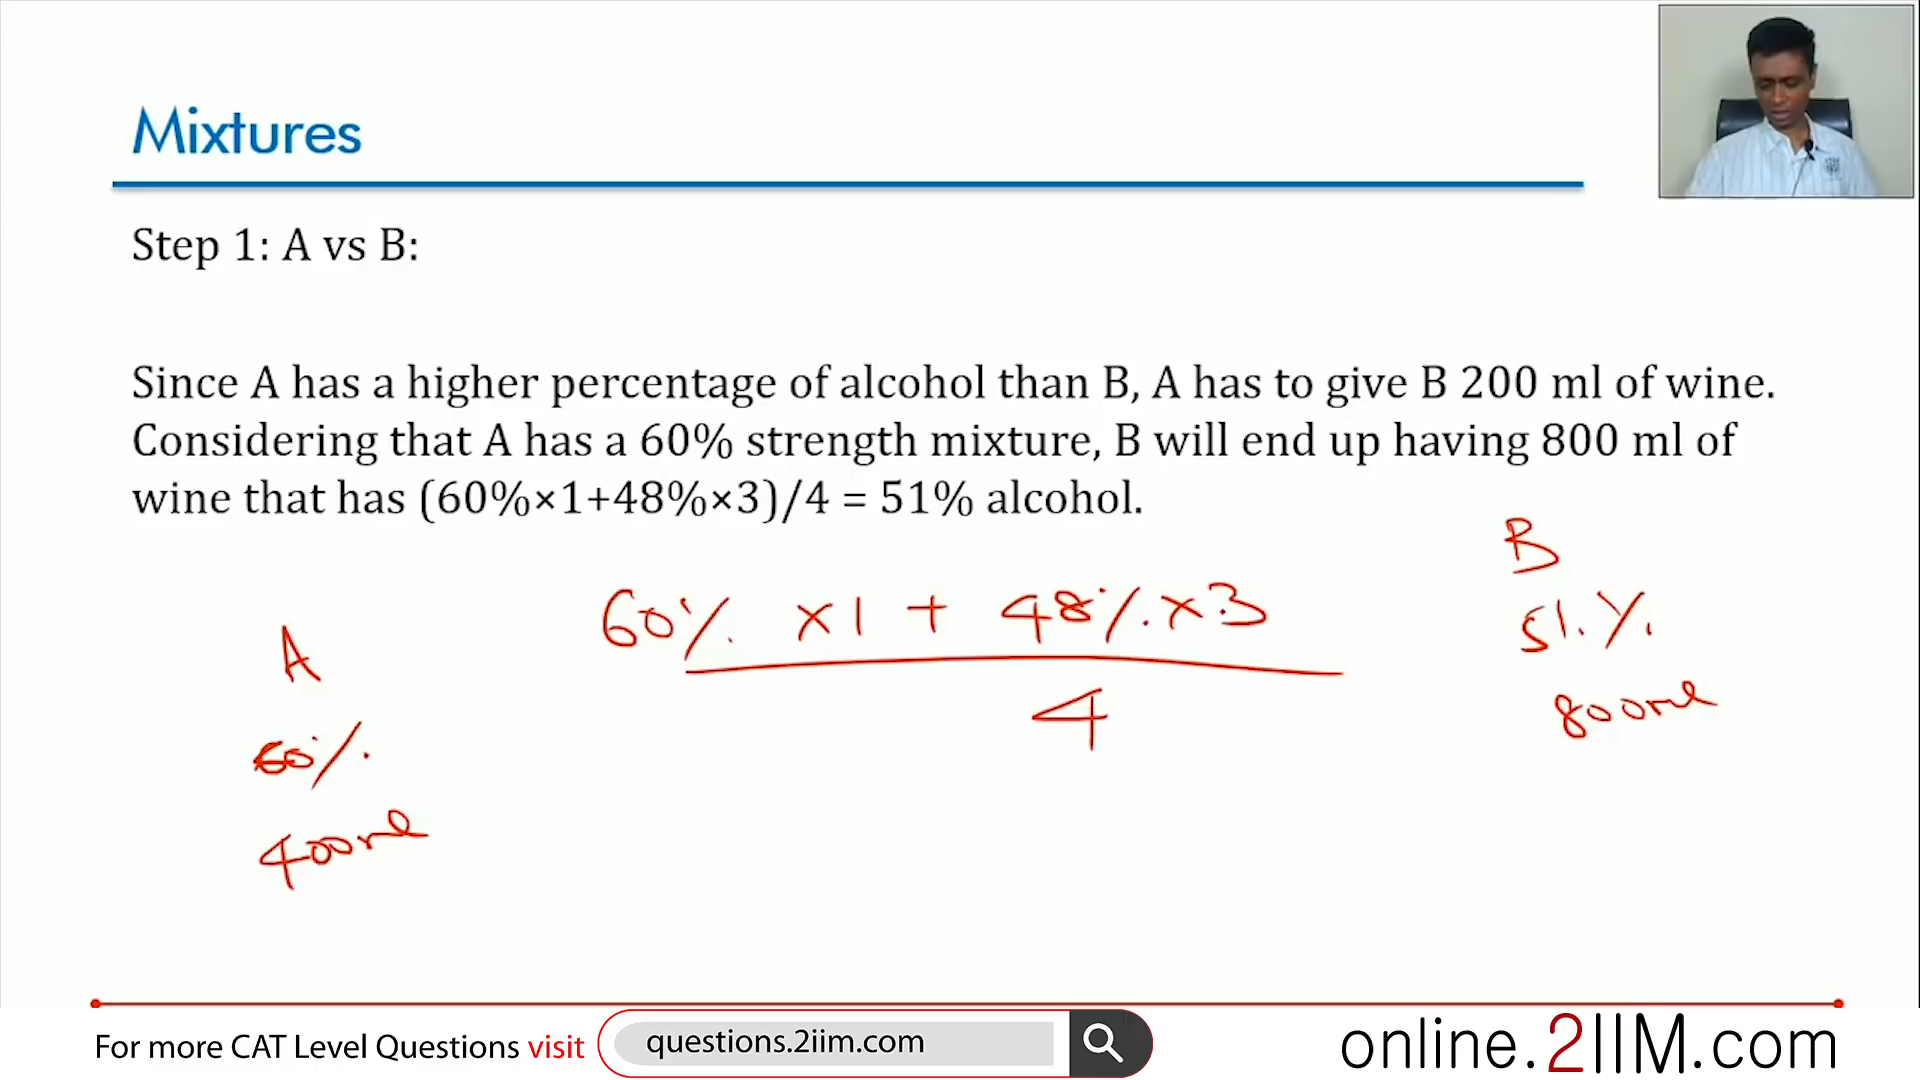 Mixtures
Step 1: A vs B:
Since A has a higher percentage of alcohol than B, A has to give B 200 ml of wine.
Considering that A has a 60% strength mixture, B will end up having 800 ml of
wine that has (60%×1+48%×3)/4 = 51% alcohol.
A
60%
400ml
60% ×1 + 48%×3
4
B
51%
800ml
For more CAT Level Questions visit
questions.2iim.com
online.2IIM.com